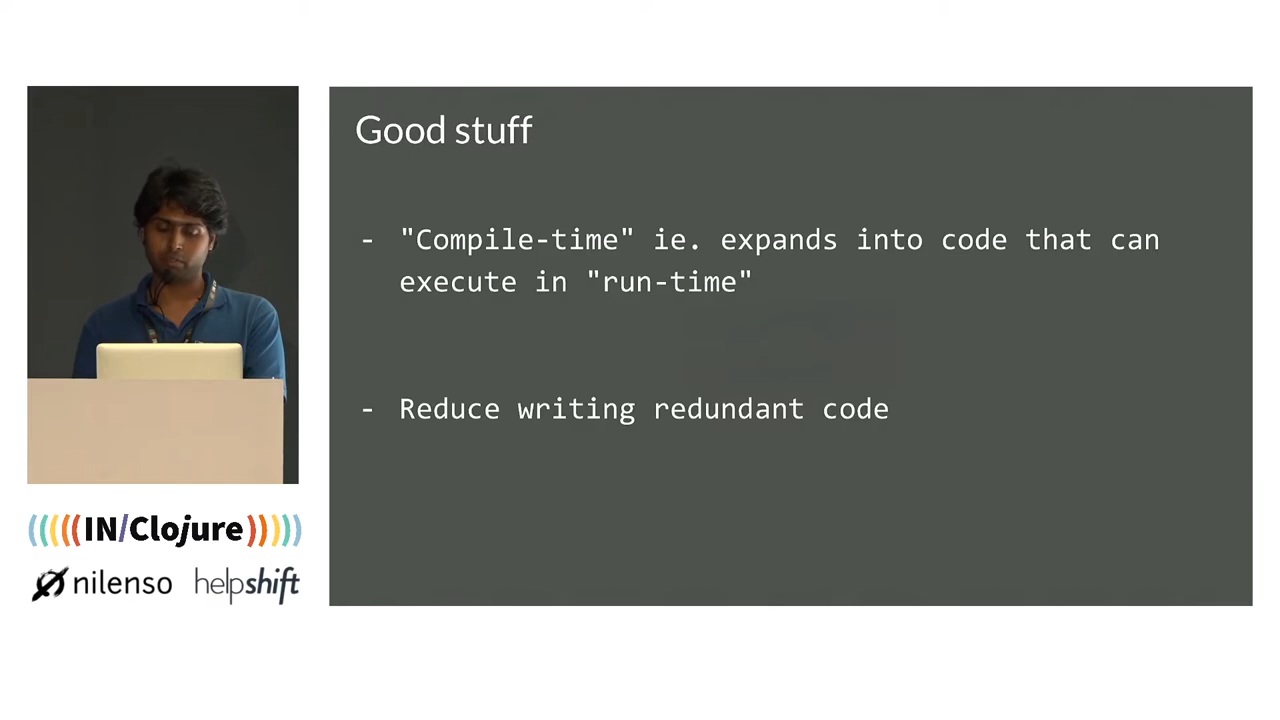 Good stuff
- "Compile-time" ie. expands into code that can
execute in "run-time"
- Reduce writing redundant code
(((((IN/Clojure)))))
nilenso helpshift